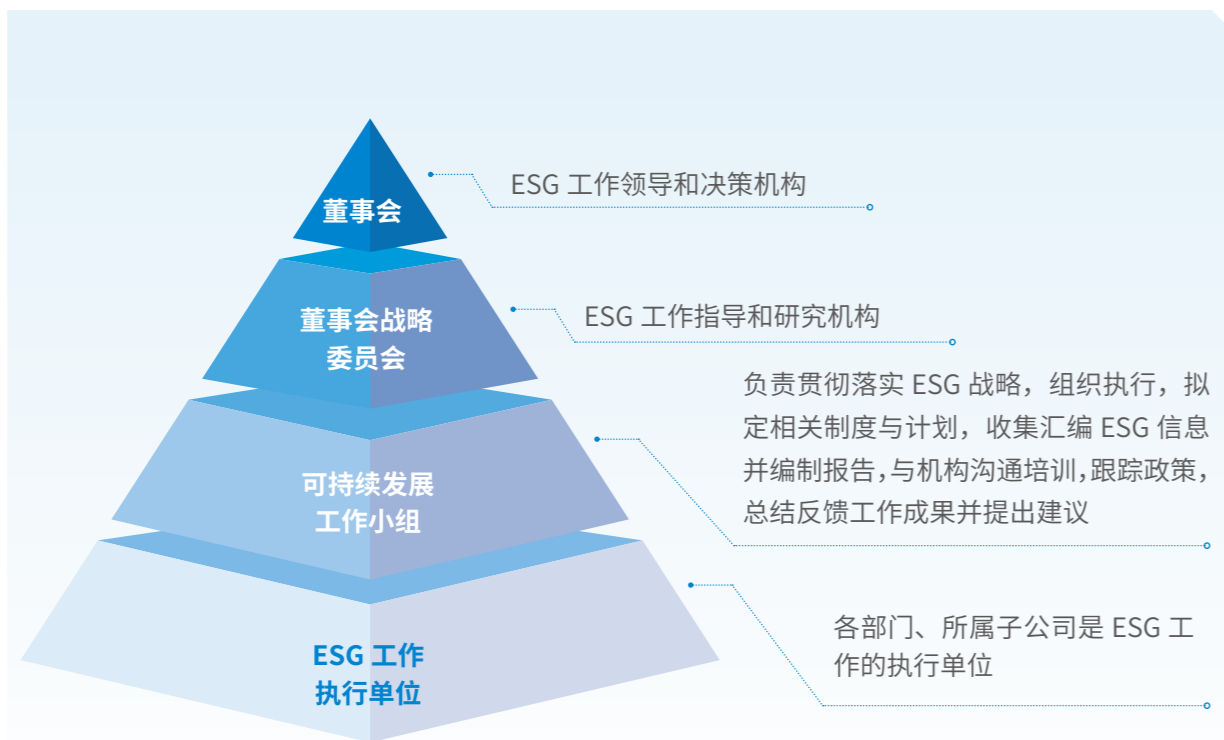 董事会
ESG 工作领导和决策机构
董事会战略
委员会
ESG 工作指导和研究机构
可持续发展
工作小组
负责贯彻落实 ESG 战略，组织执行，拟
定相关制度与计划，收集汇编 ESG 信息
并编制报告，与机构沟通培训，跟踪政策，
总结反馈工作成果并提出建议
ESG 工作
执行单位
各部门、所属子公司是 ESG 工
作的执行单位